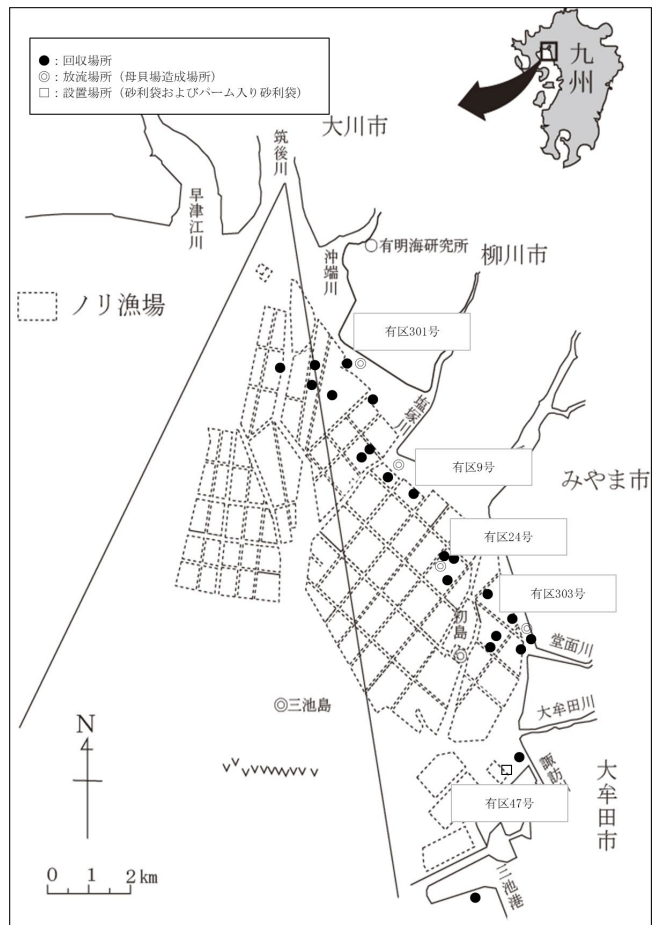 ●：回収場所
◎：放流場所（母貝場造成場所）
□：設置場所（砂利袋およびパーム入り砂利袋）
九州
大川市
筑後川
早津江川
沖端川
○有明海研究所
柳川市
ノリ漁場
有区301号
塩塚川
有区9号
みやま市
有区24号
有区303号
初島
堂面川
◎三池島
大牟田川
N
諏訪
大牟田市
有区47号
0 1 2km
三池港